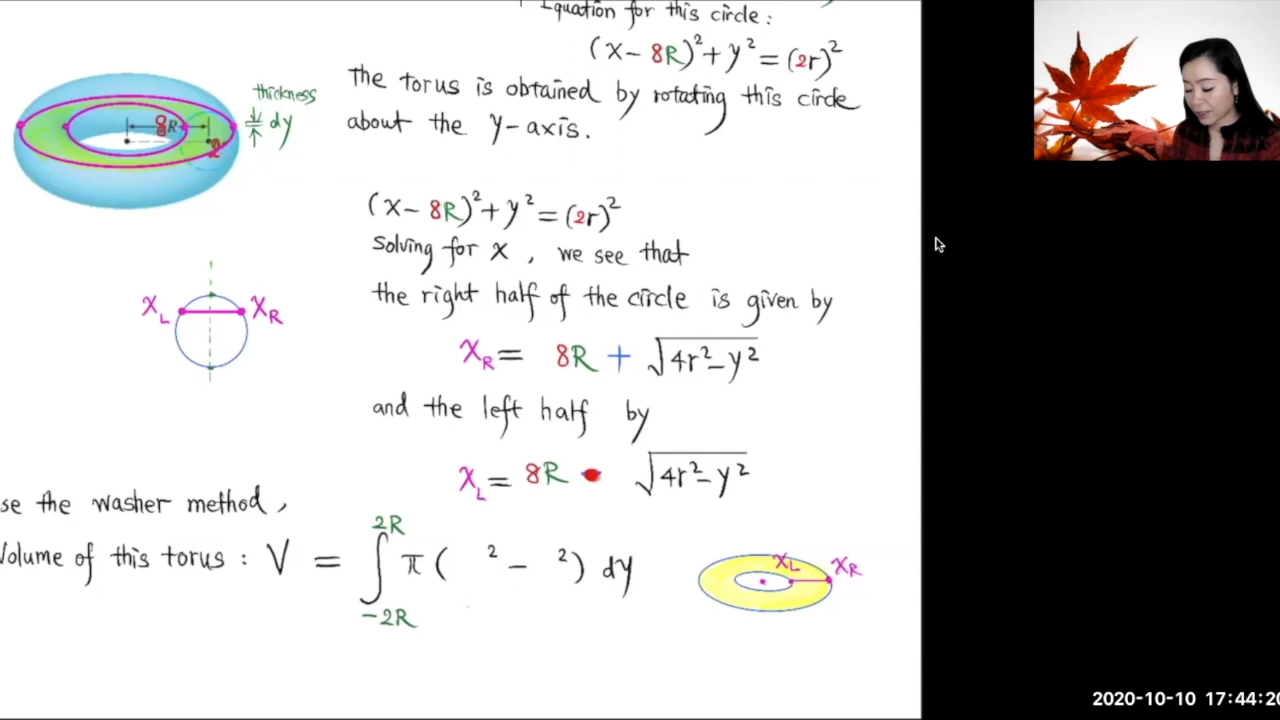 Equation for this circle:
(x - 8R)² + y² = (2r)²
the torus is obtained by rotating this circle
about the y-axis.
thickness
dy
8R
2
(x - 8R)² + y² = (2r)²
Solving for x, we see that
the right half of the circle is given by
x_L x_R
x_R = 8R + √4r² - y²
and the left half by
x_L = 8R √4r² - y²
se the washer method,
Volume of this torus: V = ∫_{-2R}^{2R} π( ² - ²) dy
x_L x_R
2020-10-10 17:44:20